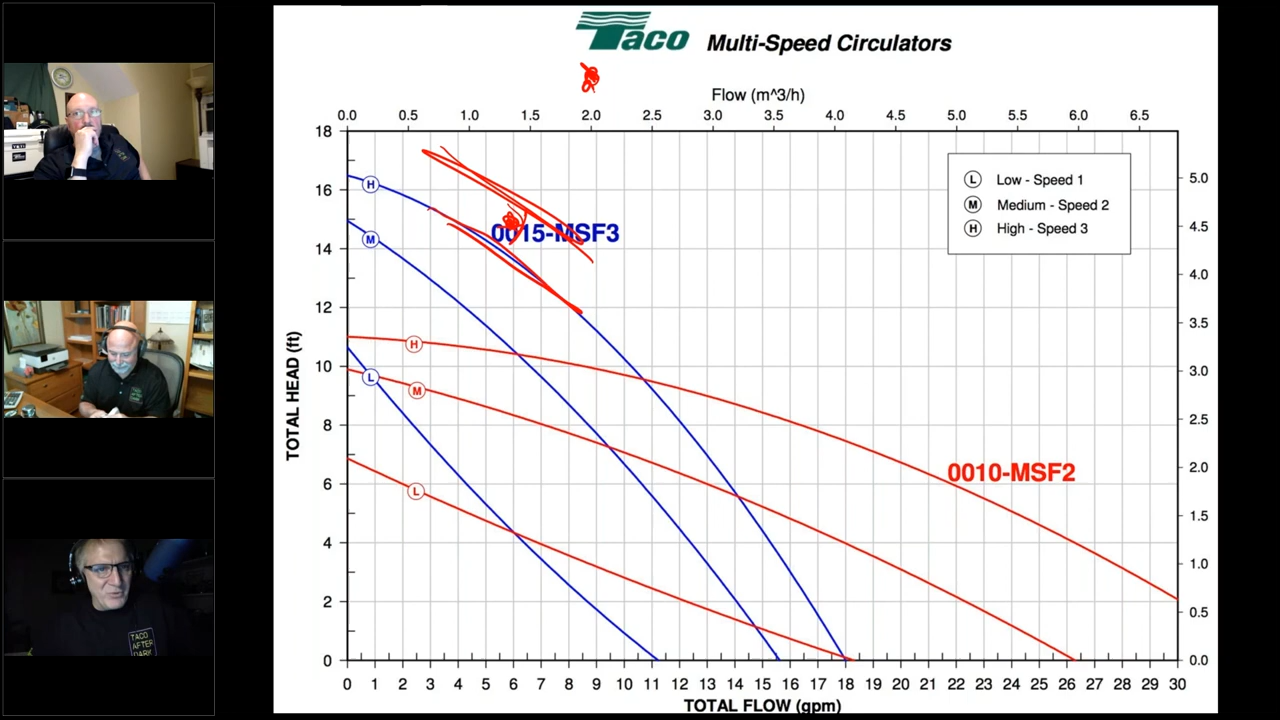 Taco Multi-Speed Circulators
Flow (m^3/h)
0.0 0.5 1.0 1.5 2.0 2.5 3.0 3.5 4.0 4.5 5.0 5.5 6.0 6.5
18
16
14
12
10
8
6
4
2
0
TOTAL HEAD (ft)
H
M
L
H
M
L
0015-MSF3
0010-MSF2
L Low - Speed 1
M Medium - Speed 2
H High - Speed 3
5.0
4.5
4.0
3.5
3.0
2.5
2.0
1.5
1.0
0.5
0.0
0 1 2 3 4 5 6 7 8 9 10 11 12 13 14 15 16 17 18 19 20 21 22 23 24 25 26 27 28 29 30
TOTAL FLOW (gpm)
TACO
AFTER
DARK